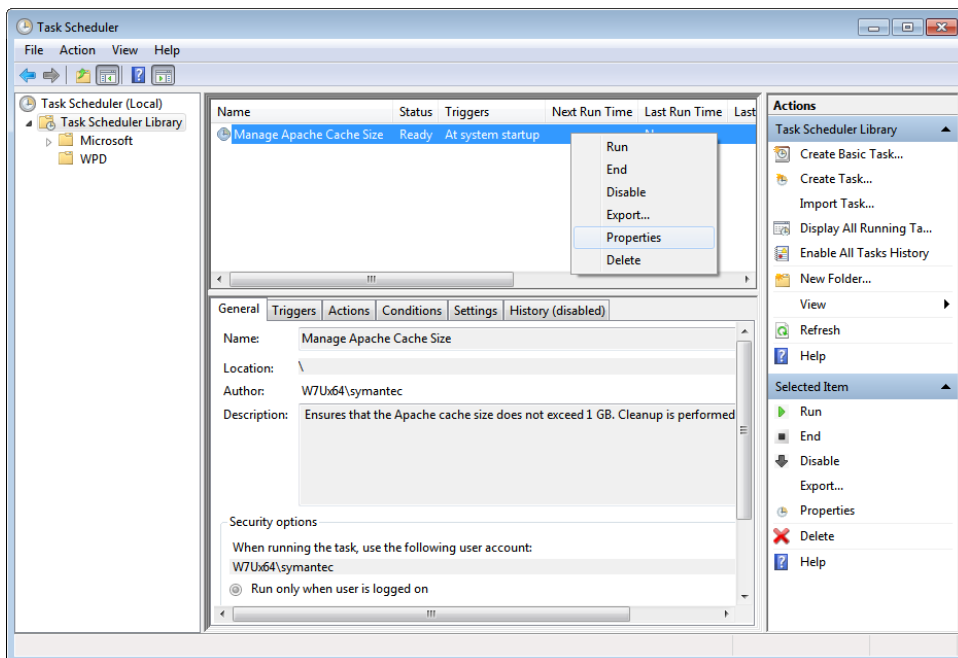 Task Scheduler
File Action View Help
Task Scheduler (Local)
Task Scheduler Library
Microsoft
WPD
Name Status Triggers Next Run Time Last Run Time Last
Manage Apache Cache Size Ready At system startup
Run
End
Disable
Export...
Properties
Delete
General Triggers Actions Conditions Settings History (disabled)
Name: Manage Apache Cache Size
Location: \
Author: W7Ux64\symantec
Description: Ensures that the Apache cache size does not exceed 1 GB. Cleanup is performed
Security options
When running the task, use the following user account:
W7Ux64\symantec
Run only when user is logged on
Actions
Task Scheduler Library
Create Basic Task...
Create Task...
Import Task...
Display All Running Ta...
Enable All Tasks History
New Folder...
View
Refresh
Help
Selected Item
Run
End
Disable
Export...
Properties
Delete
Help